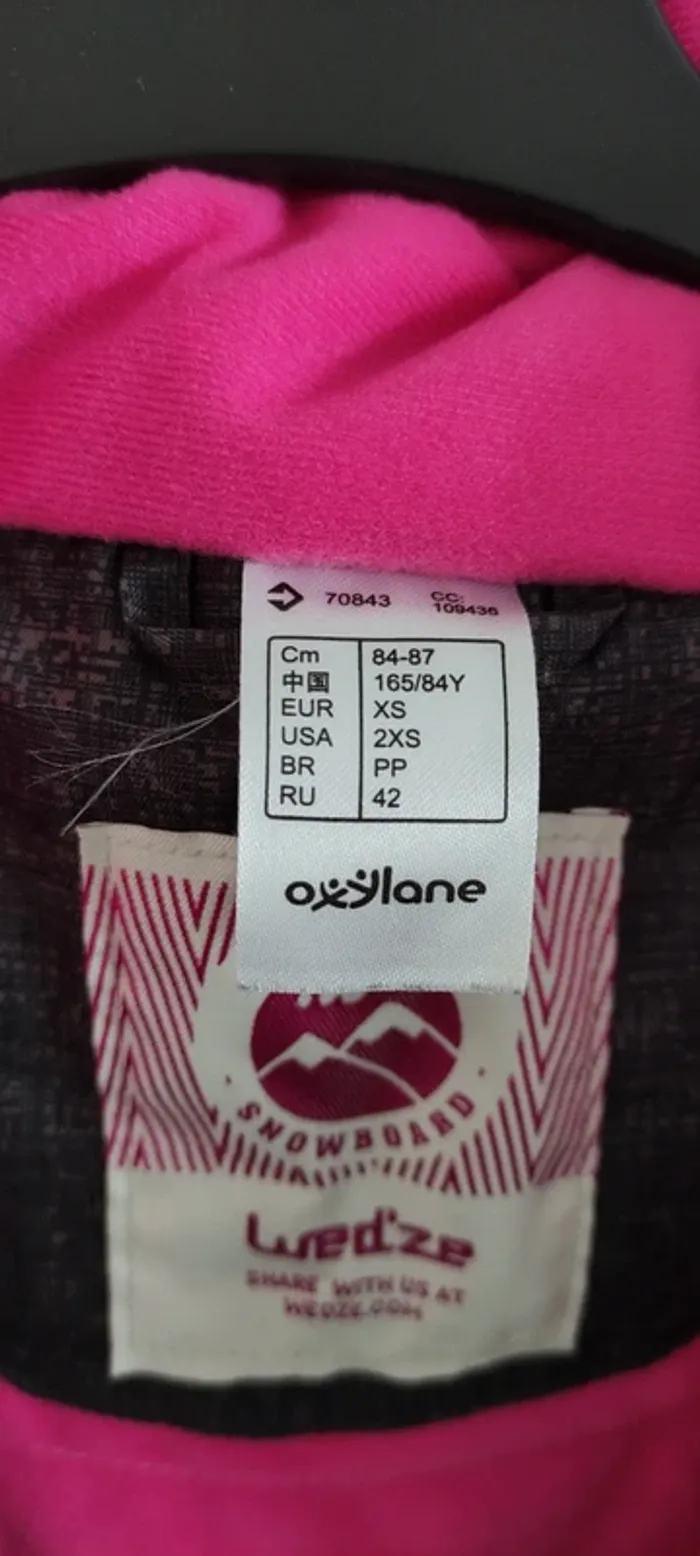 70843 CC:
109436
Cm 84-87
中国 165/84Y
EUR XS
USA 2XS
BR PP
RU 42
oxylane
SNOWBOARD
Wed'ze
SHARE WITH US AT
WEDZE.COM